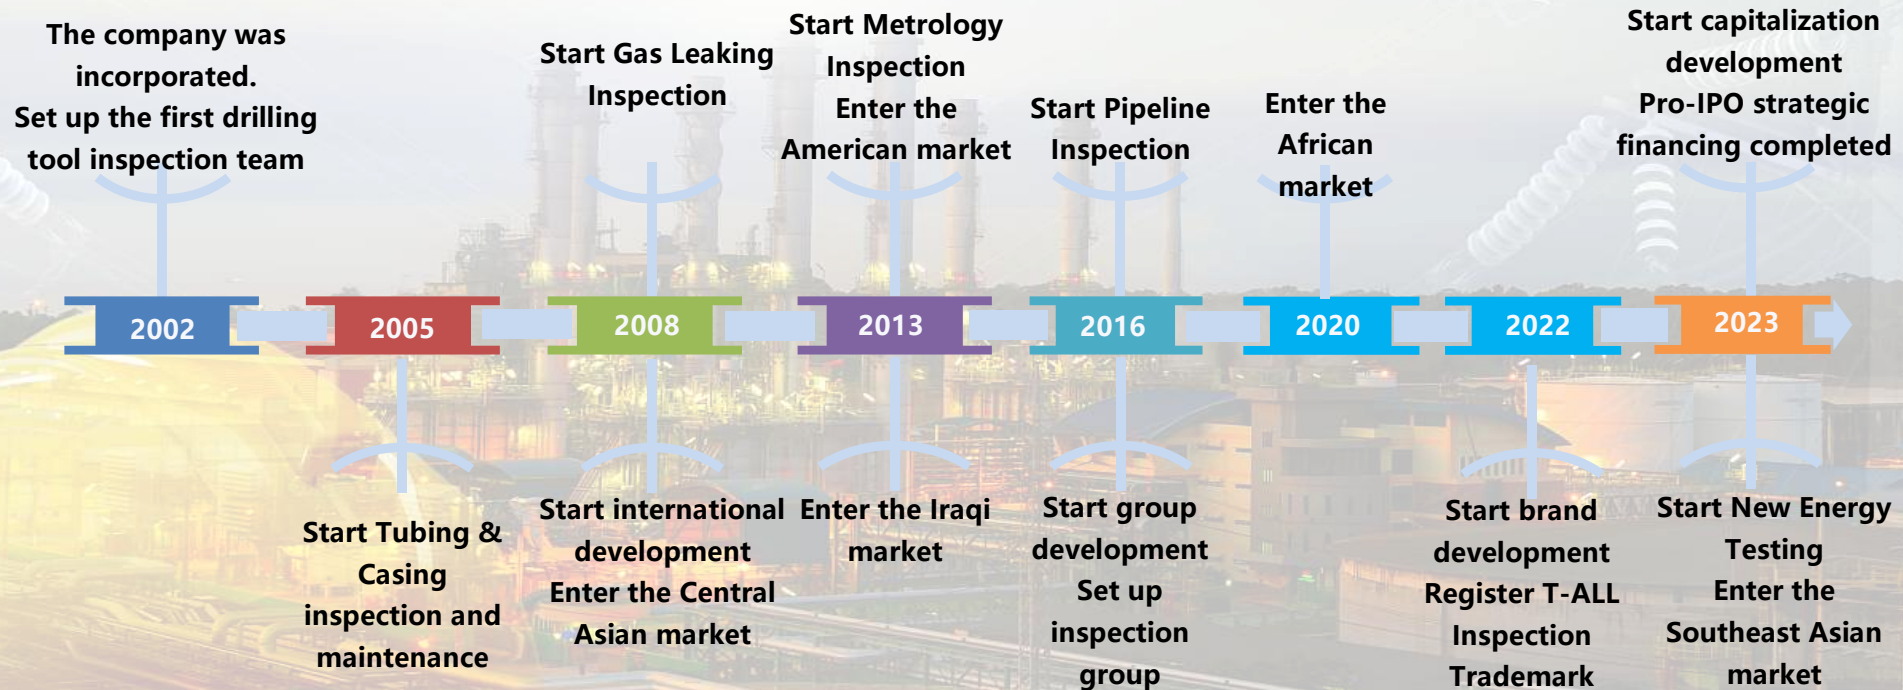 The company was
incorporated.
Set up the first drilling
tool inspection team
Start Gas Leaking
Inspection
Start Metrology
Inspection
Enter the
American market
Start Pipeline
Inspection
Enter the
African
market
Start capitalization
development
Pro-IPO strategic
financing completed
2002
2005
2008
2013
2016
2020
2022
2023
Start Tubing &
Casing
inspection and
maintenance
Start international
development
Enter the Central
Asian market
Enter the Iraqi
market
Start group
development
Set up
inspection
group
Start brand
development
Register T-ALL
Inspection
Trademark
Start New Energy
Testing
Enter the
Southeast Asian
market